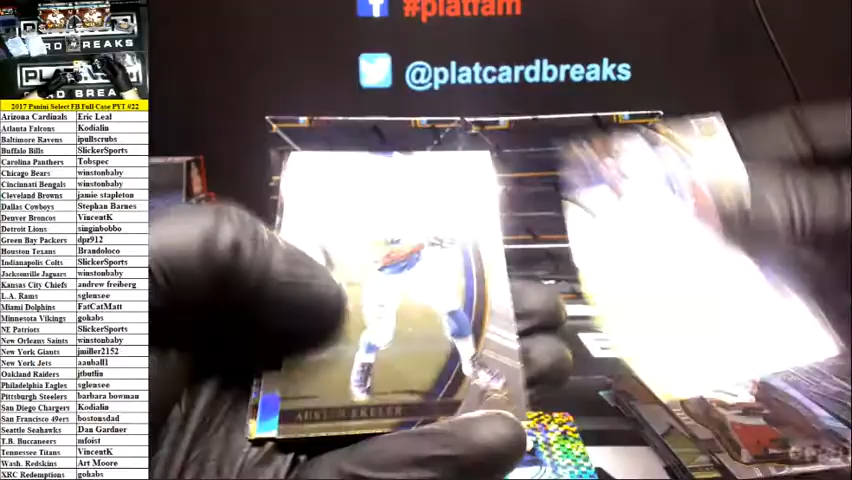 #platfam
@platcardbreaks
RD BREAKS
2017 Panini Select FB Full Case PYT #22
Arizona Cardinals Eric Leal
Atlanta Falcons Kodialin
Baltimore Ravens ipullscrubs
Buffalo Bills SlickerSports
Carolina Panthers Tobspec
Chicago Bears winstonbaby
Cincinnati Bengals winstonbaby
Cleveland Browns jamie stapleton
Dallas Cowboys Stephan Barnes
Denver Broncos VincentK
Detroit Lions singinbobbo
Green Bay Packers dpz912
Houston Texans Brandoloco
Indianapolis Colts SlickerSports
Jacksonville Jaguars winstonbaby
Kansas City Chiefs andrew freiberg
L.A. Rams sglensee
Miami Dolphins FatCatMatt
Minnesota Vikings gokabs
NE Patriots SlickerSports
New Orleans Saints winstonbaby
New York Giants jmiller2152
New York Jets aauball1
Oakland Raiders jtbutlin
Philadelphia Eagles sglensee
Pittsburgh Steelers barbara bowman
San Diego Chargers Kodialin
San Francisco 49ers bostonsdad
Seattle Seahawks Dan Gardner
T.B. Buccaneers mfoist
Tennessee Titans VincentK
Wash. Redskins Art Moore
XRC Redemptions gokabs
AUSTIN EKELER